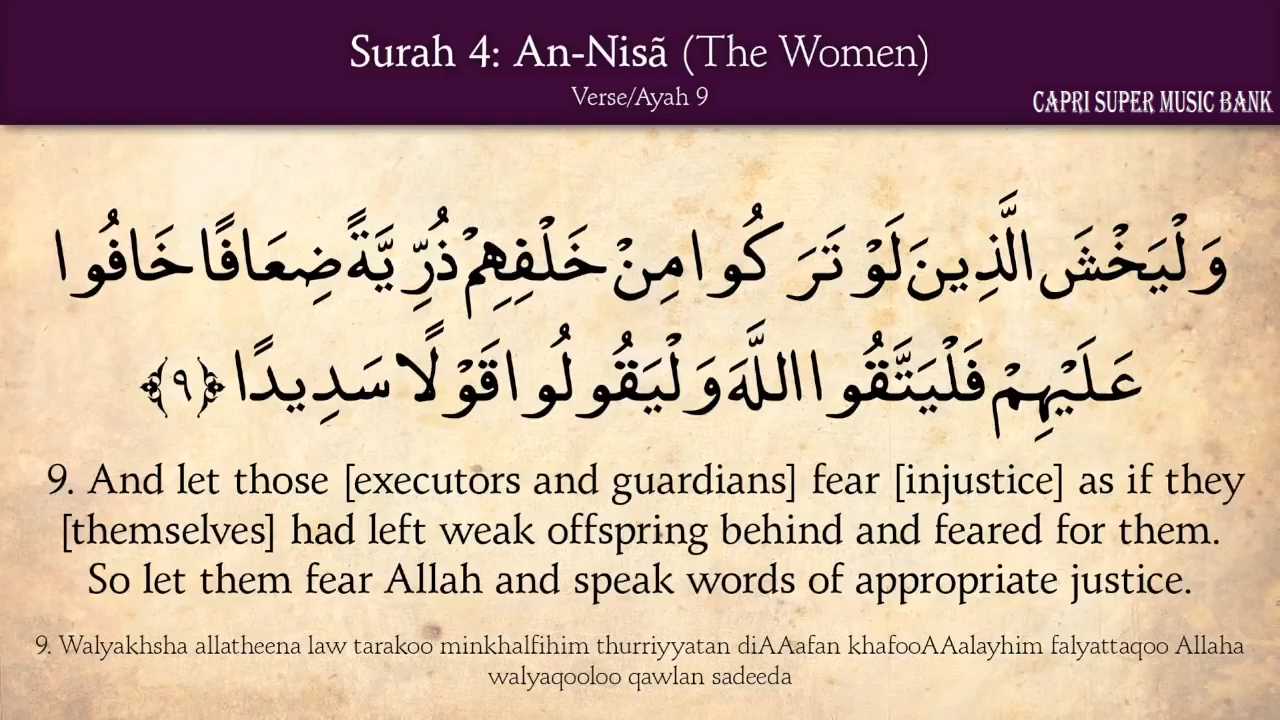 Surah 4: An-Nisã (The Women)
Verse/Ayah 9
CAPRI SUPER MUSIC BANK
وَلْيَخْشَ الَّذِينَ لَوْ تَرَكُوا مِنْ خَلْفِهِمْ ذُرِّيَّةً ضِعَافًا خَافُوا
عَلَيْهِمْ فَلْيَتَّقُوا اللَّهَ وَلْيَقُولُوا قَوْلًا سَدِيدًا ﴿٩﴾
9. And let those [executors and guardians] fear [injustice] as if they
[themselves] had left weak offspring behind and feared for them.
So let them fear Allah and speak words of appropriate justice.
9. Walyakhsha allatheena law tarakoo minkhalfihim thurriyyatan diAAafan khafooAAalayhim falyattaqoo Allaha
walyaqooloo qawlan sadeeda